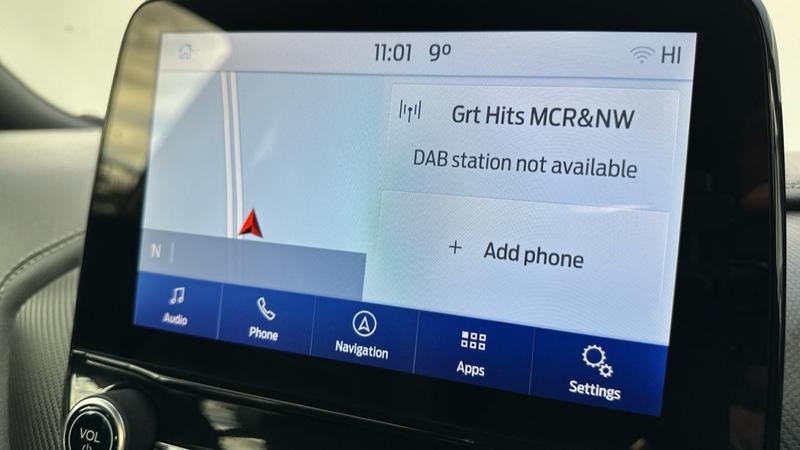 11:01 9º HI
Grt Hits MCR&NW
DAB station not available
N
+ Add phone
Audio
Phone
Navigation
Apps
Settings
VOL